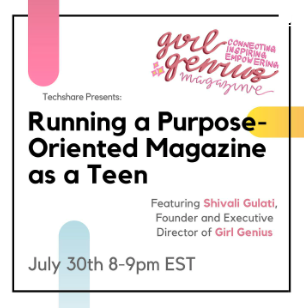 girl
genius
magazine
CONNECTING
INSPIRING
EMPOWERING
Techshare Presents:
Running a Purpose-
Oriented Magazine
as a Teen
Featuring Shivali Gulati,
Founder and Executive
Director of Girl Genius
July 30th 8-9pm EST